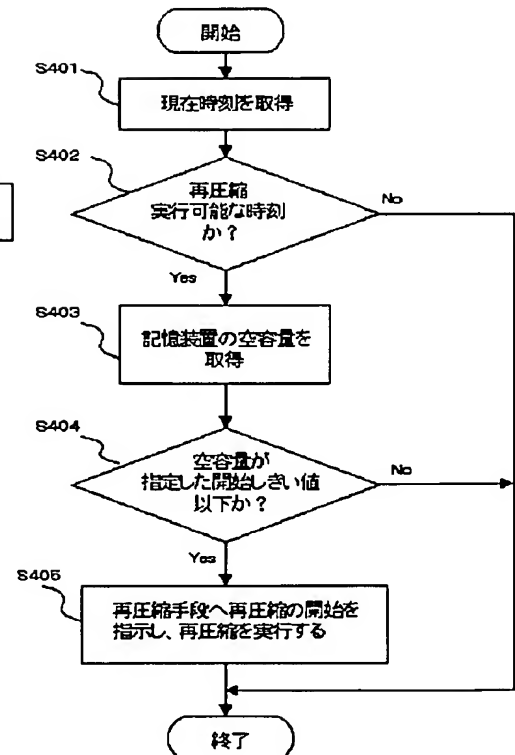 開始
S401
現在時刻を取得
S402
再圧縮
実行可能な時刻
か？
No
Yes
S403
記憶装置の空容量を
取得
S404
空容量が
指定した開始しきい値
以下か？
No
Yes
S405
再圧縮手段へ再圧縮の開始を
指示し、再圧縮を実行する
終了